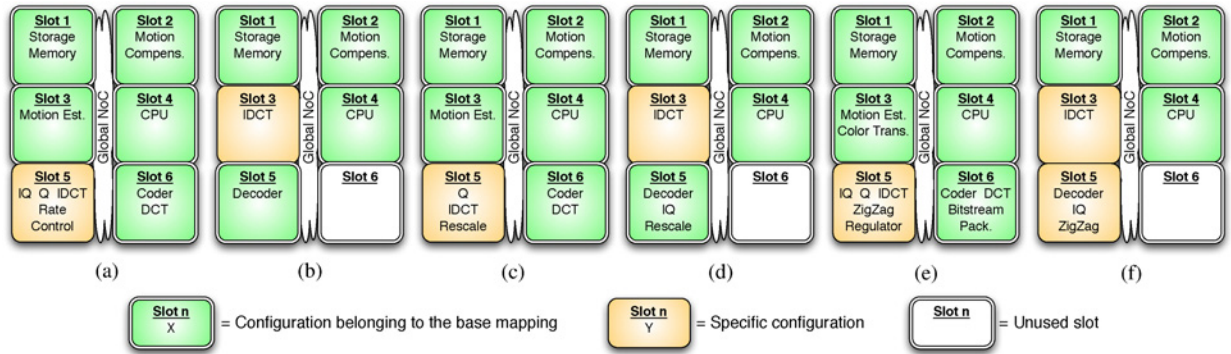 Slot 1
Storage
Memory
Slot 2
Motion
Compens.
Slot 3
Motion Est.
Slot 4
CPU
Slot 5
IQ Q IDCT
Rate
Control
Slot 6
Coder
DCT
Global NoC
(a)
Slot 1
Storage
Memory
Slot 2
Motion
Compens.
Slot 3
IDCT
Slot 4
CPU
Slot 5
Decoder
Slot 6
Global NoC
(b)
Slot 1
Storage
Memory
Slot 2
Motion
Compens.
Slot 3
Motion Est.
Slot 4
CPU
Slot 5
Q
IDCT
Rescale
Slot 6
Coder
DCT
Global NoC
(c)
Slot 1
Storage
Memory
Slot 2
Motion
Compens.
Slot 3
IDCT
Slot 4
CPU
Slot 5
Decoder
IQ
Rescale
Slot 6
Global NoC
(d)
Slot 1
Storage
Memory
Slot 2
Motion
Compens.
Slot 3
Motion Est.
Color Trans.
Slot 4
CPU
Slot 5
IQ Q IDCT
ZigZag
Regulator
Slot 6
Coder DCT
Bitstream
Pack.
Global NoC
(e)
Slot 1
Storage
Memory
Slot 2
Motion
Compens.
Slot 3
IDCT
Slot 4
CPU
Slot 5
Decoder
IQ
ZigZag
Slot 6
Global NoC
(f)
Slot n
X
= Configuration belonging to the base mapping
Slot n
Y
= Specific configuration
Slot n
= Unused slot